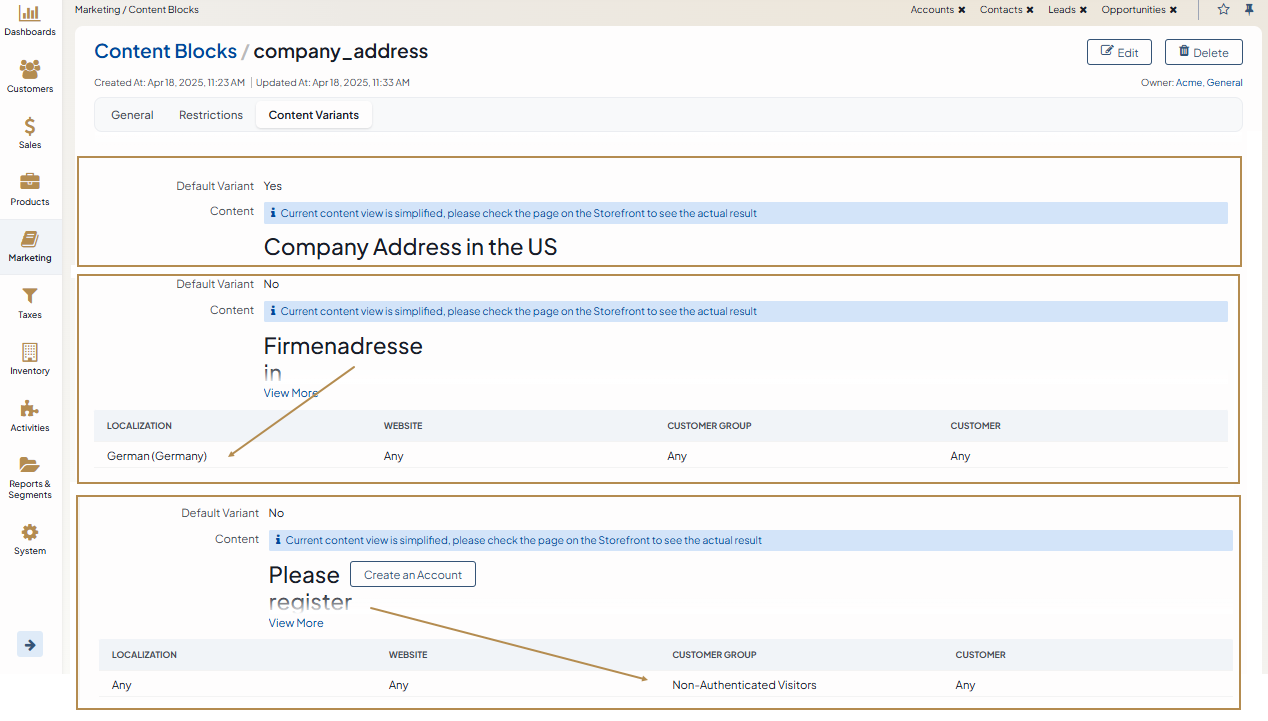 Marketing / Content Blocks
Accounts ✖ Contacts ✖ Leads ✖ Opportunities ✖
Dashboards
Customers
Sales
Products
Marketing
Taxes
Inventory
Activities
Reports &
Segments
System
Content Blocks / company_address
Edit
Delete
Created At: Apr 18, 2025, 11:23 AM | Updated At: Apr 18, 2025, 11:33 AM
Owner: Acme, General
General Restrictions Content Variants
Default Variant Yes
Content
Current content view is simplified, please check the page on the Storefront to see the actual result
Company Address in the US
Default Variant No
Content
Current content view is simplified, please check the page on the Storefront to see the actual result
Firmenadresse
in
View More
LOCALIZATION WEBSITE CUSTOMER GROUP CUSTOMER
German (Germany) Any Any Any
Default Variant No
Content
Current content view is simplified, please check the page on the Storefront to see the actual result
Please Create an Account
register
View More
LOCALIZATION WEBSITE CUSTOMER GROUP CUSTOMER
Any Any Non-Authenticated Visitors Any